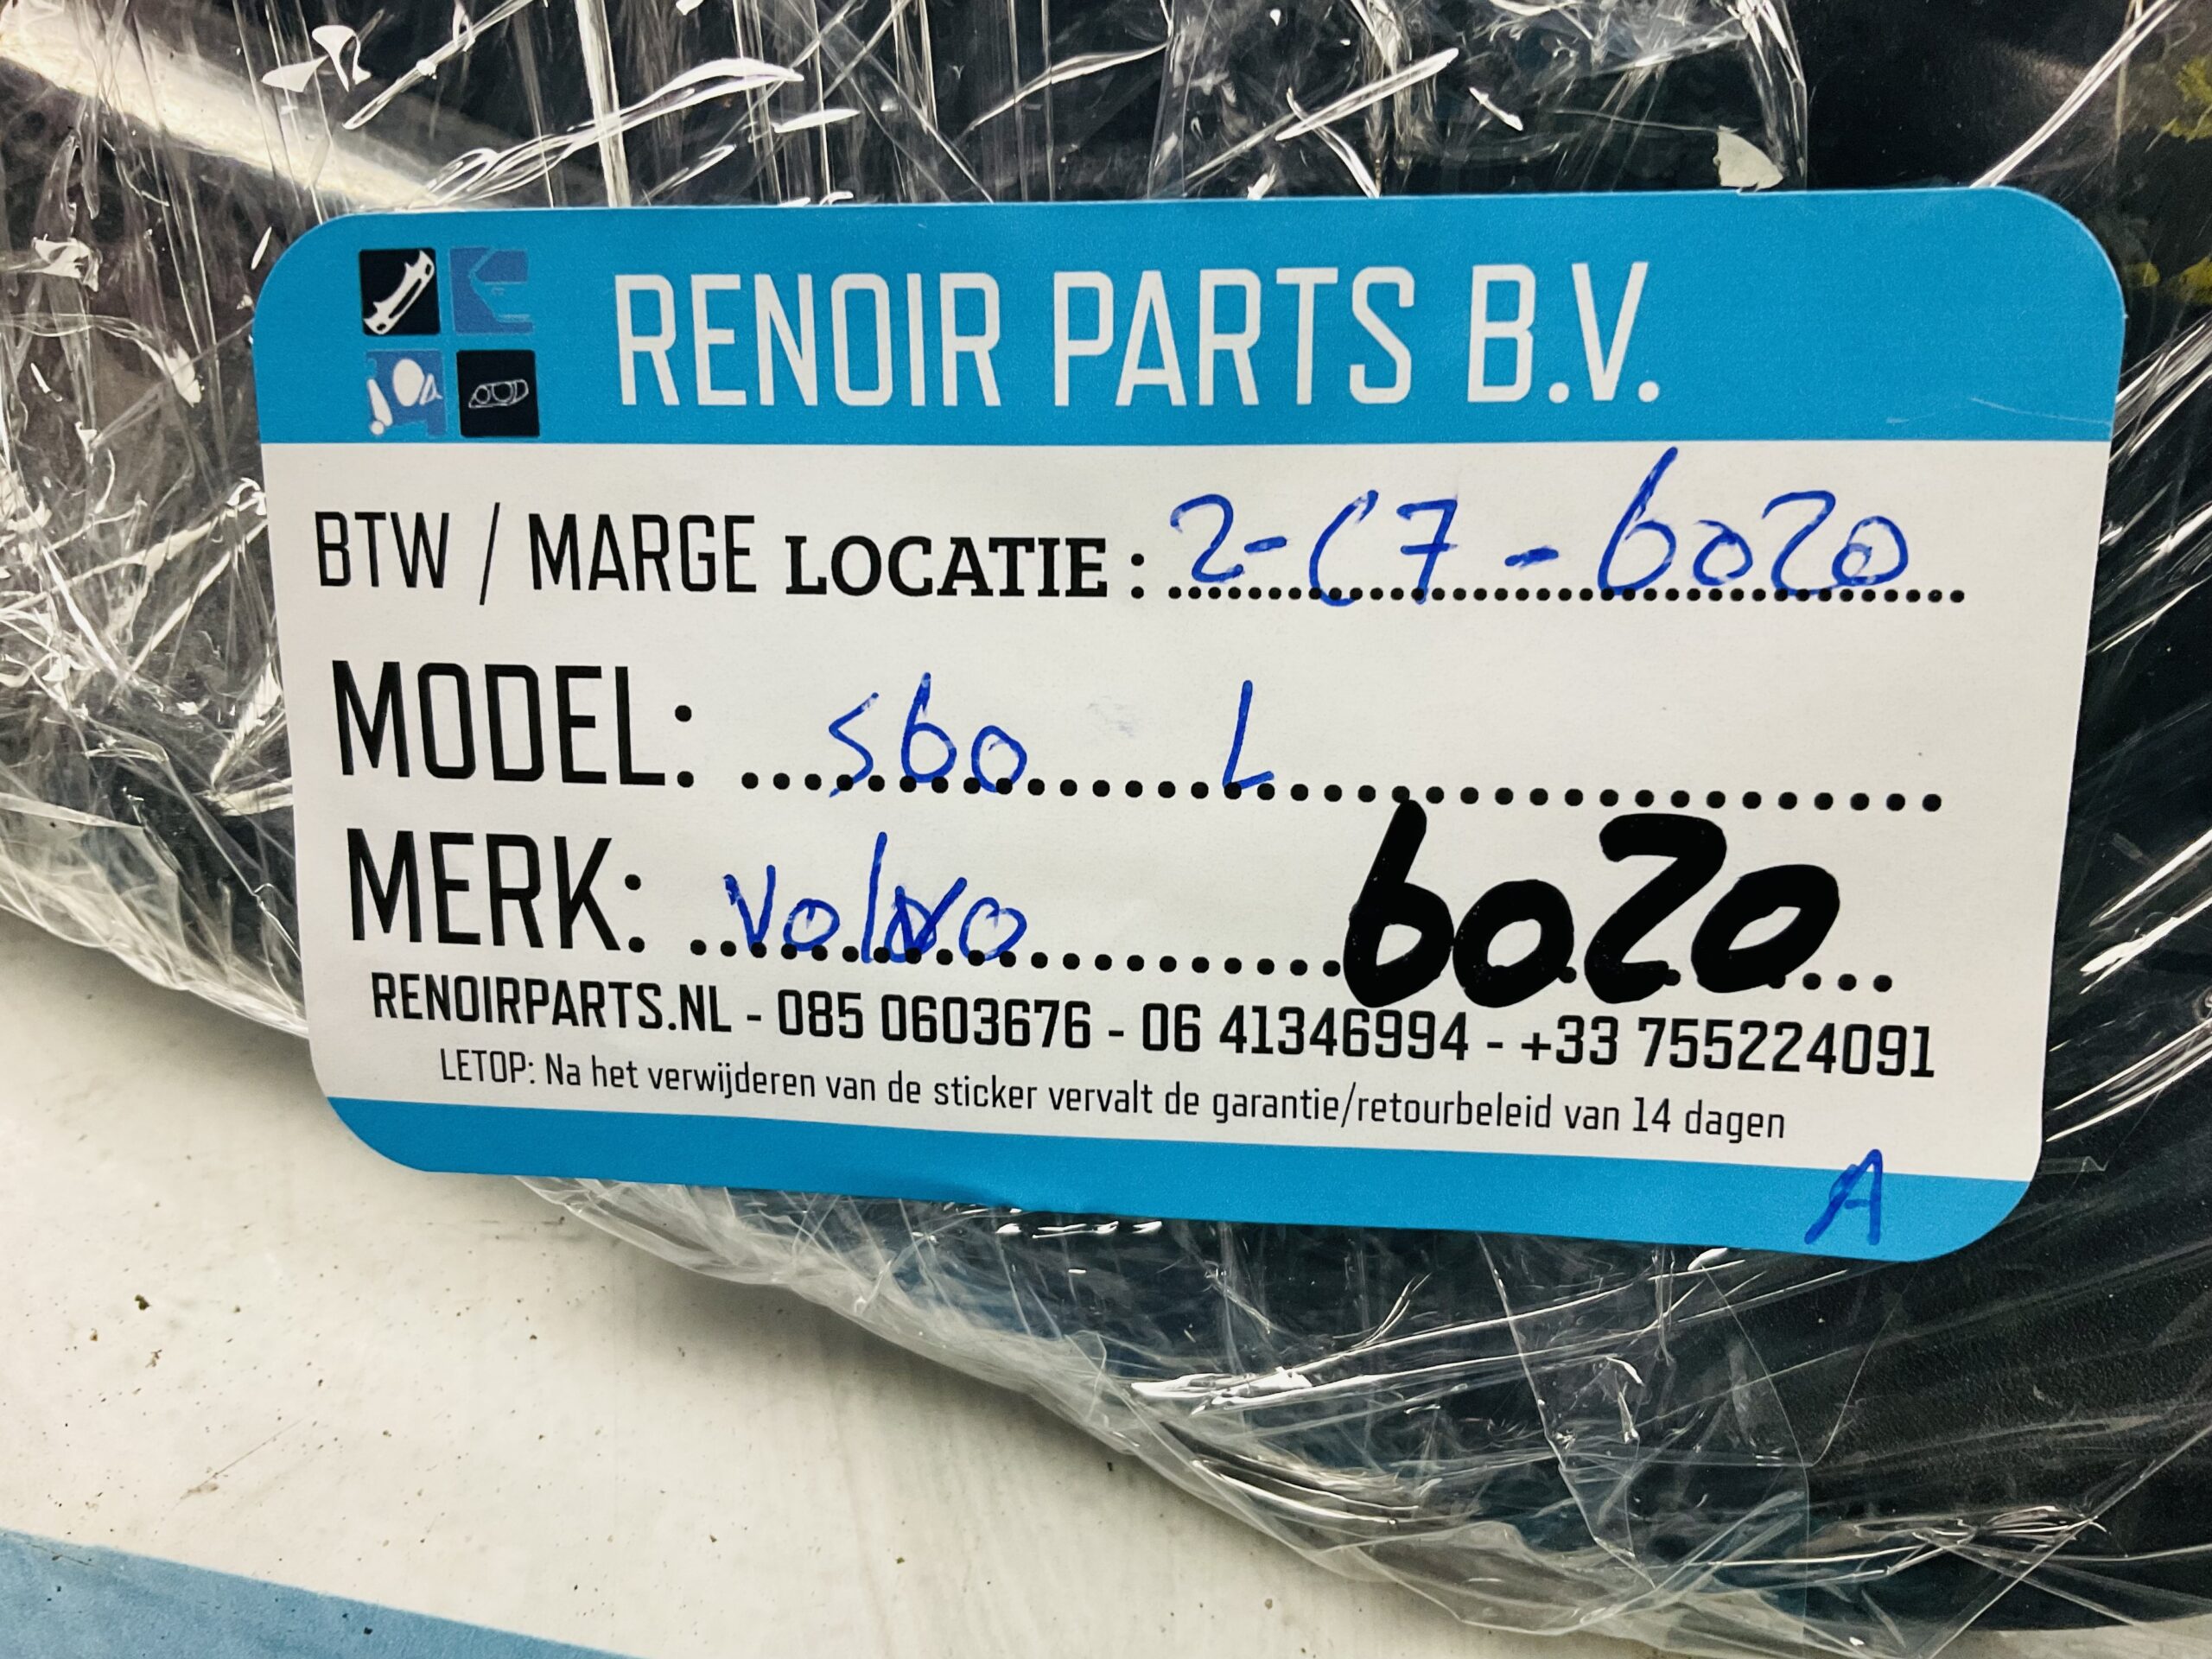 RENOIR PARTS B.V.
BTW / MARGE LOCATIE : 2-C7-6020
MODEL: S60 L
MERK: Volvo 6020
RENOIRPARTS.NL - 085 0603676 - 06 41346994 - +33 755224091
LETOP: Na het verwijderen van de sticker vervalt de garantie/retourbeleid van 14 dagen
A